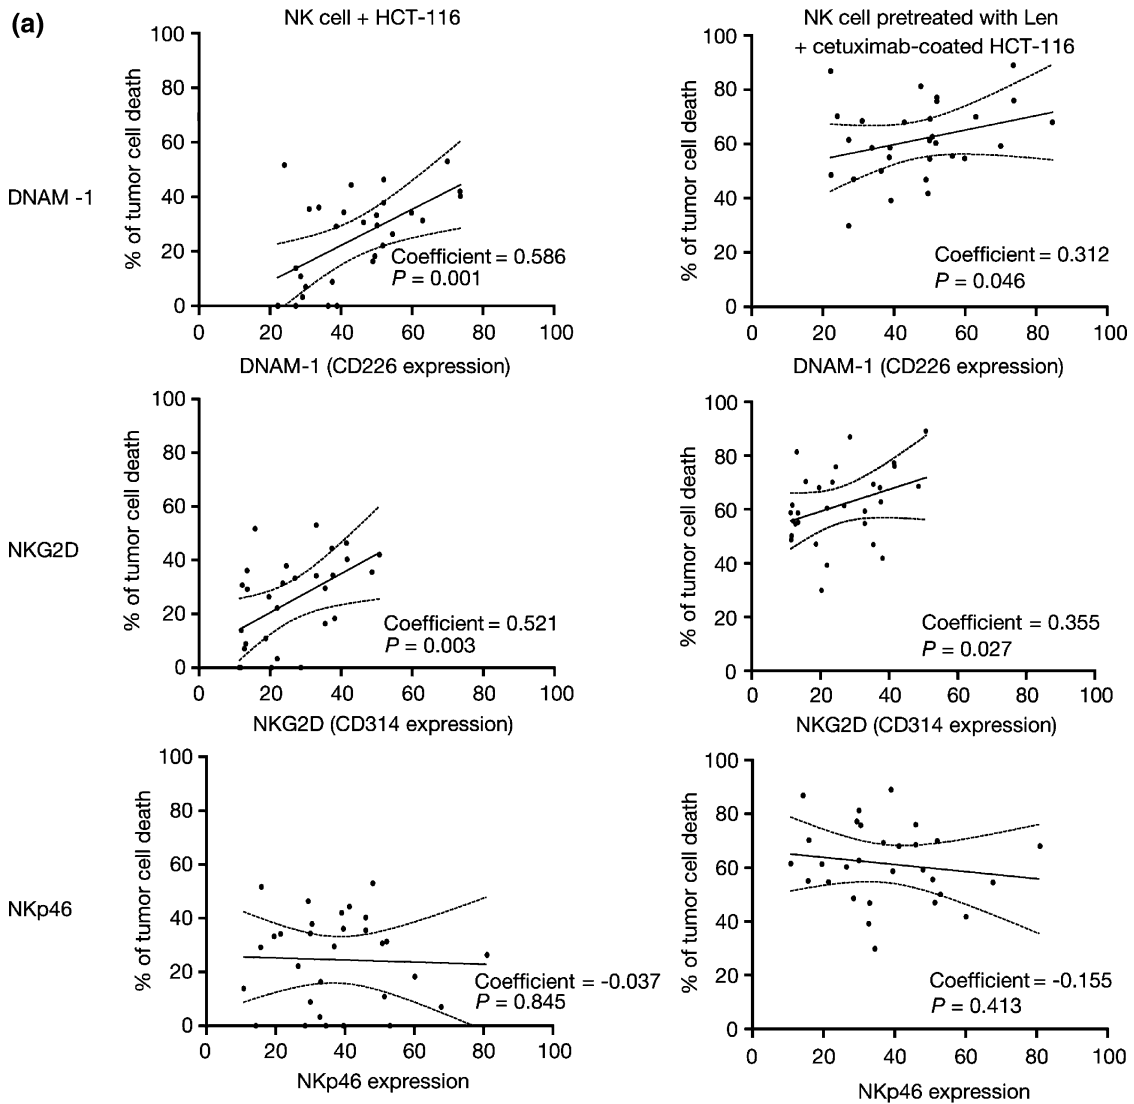 (a)
NK cell + HCT-116
NK cell pretreated with Len
+ cetuximab-coated HCT-116
DNAM -1
% of tumor cell death
100
80
60
40
20
0
0 20 40 60 80 100
Coefficient = 0.586
P = 0.001
DNAM-1 (CD226 expression)
% of tumor cell death
100
80
60
40
20
0
0 20 40 60 80 100
Coefficient = 0.312
P = 0.046
DNAM-1 (CD226 expression)
NKG2D
% of tumor cell death
100
80
60
40
20
0
0 20 40 60 80 100
Coefficient = 0.521
P = 0.003
NKG2D (CD314 expression)
% of tumor cell death
100
80
60
40
20
0
0 20 40 60 80 100
Coefficient = 0.355
P = 0.027
NKG2D (CD314 expression)
NKp46
% of tumor cell death
100
80
60
40
20
0
0 20 40 60 80 100
Coefficient = -0.037
P = 0.845
NKp46 expression
% of tumor cell death
100
80
60
40
20
0
0 20 40 60 80 100
Coefficient = -0.155
P = 0.413
NKp46 expression